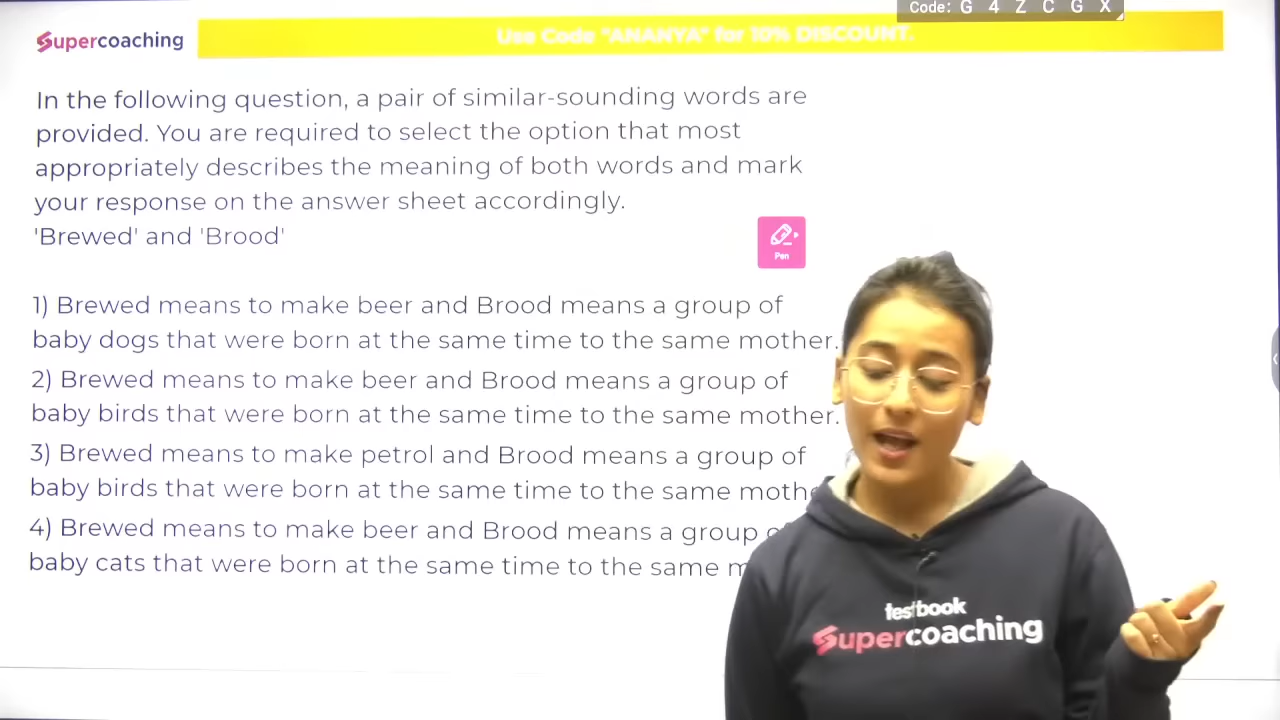 Code: G 4 Z C G X
Supercoaching
Use Code "ANANYA" for 10% DISCOUNT.
In the following question, a pair of similar-sounding words are
provided. You are required to select the option that most
appropriately describes the meaning of both words and mark
your response on the answer sheet accordingly.
'Brewed' and 'Brood'
Pen
1) Brewed means to make beer and Brood means a group of
baby dogs that were born at the same time to the same mother.
2) Brewed means to make beer and Brood means a group of
baby birds that were born at the same time to the same mother.
3) Brewed means to make petrol and Brood means a group of
baby birds that were born at the same time to the same
4) Brewed means to make beer and Brood means a group
baby cats that were born at the same time to the same
testbook
Supercoaching